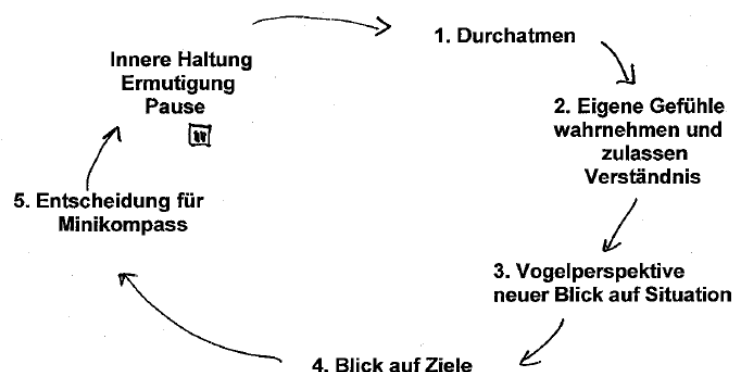 Innere Haltung
Ermutigung
Pause
1. Durchatmen
2. Eigene Gefühle
wahrnehmen und
zulassen
Verständnis
3. Vogelperspektive
neuer Blick auf Situation
4. Blick auf Ziele
5. Entscheidung für
Minikompass